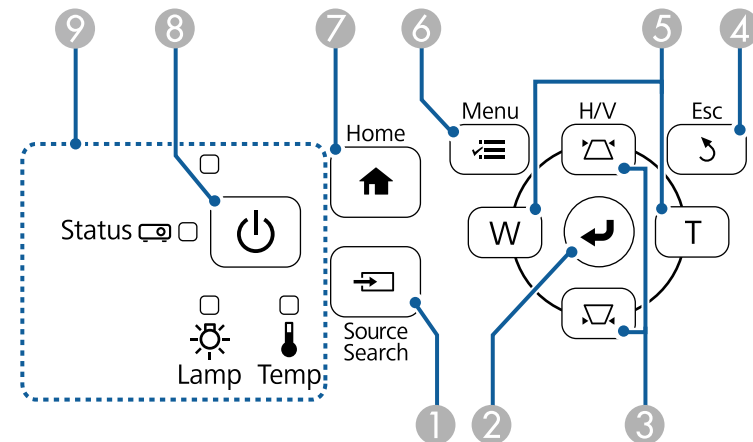 9 8 7 6 5 4
Menu H/V Esc
Home
Status
W T
Source
Search
Lamp Temp
1 2 3